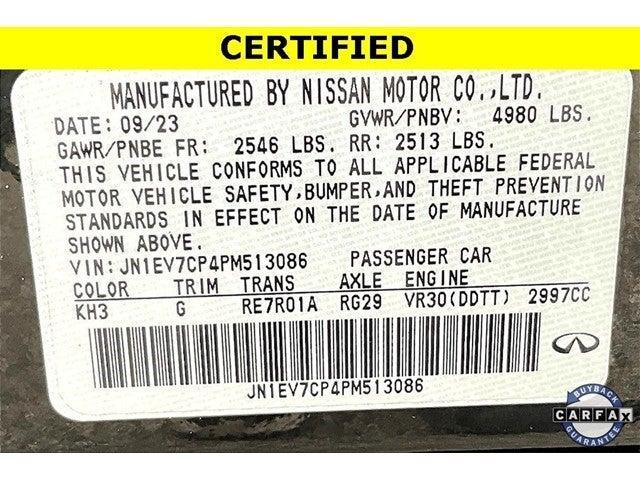 CERTIFIED
MANUFACTURED BY NISSAN MOTOR CO.,LTD.
DATE: 09/23 GVWR/PNBV: 4980 LBS.
GAWR/PNBE FR: 2546 LBS. RR: 2513 LBS.
THIS VEHICLE CONFORMS TO ALL APPLICABLE FEDERAL
MOTOR VEHICLE SAFETY,BUMPER,AND THEFT PREVENTION
STANDARDS IN EFFECT ON THE DATE OF MANUFACTURE
SHOWN ABOVE.
VIN: JN1EV7CP4PM513086 PASSENGER CAR
COLOR TRIM TRANS AXLE ENGINE
KH3 G RE7R01A RG29 VR30(DDTT) 2997CC
JN1EV7CP4PM513086
BUYBACK
CARFAX
GUARANTEE